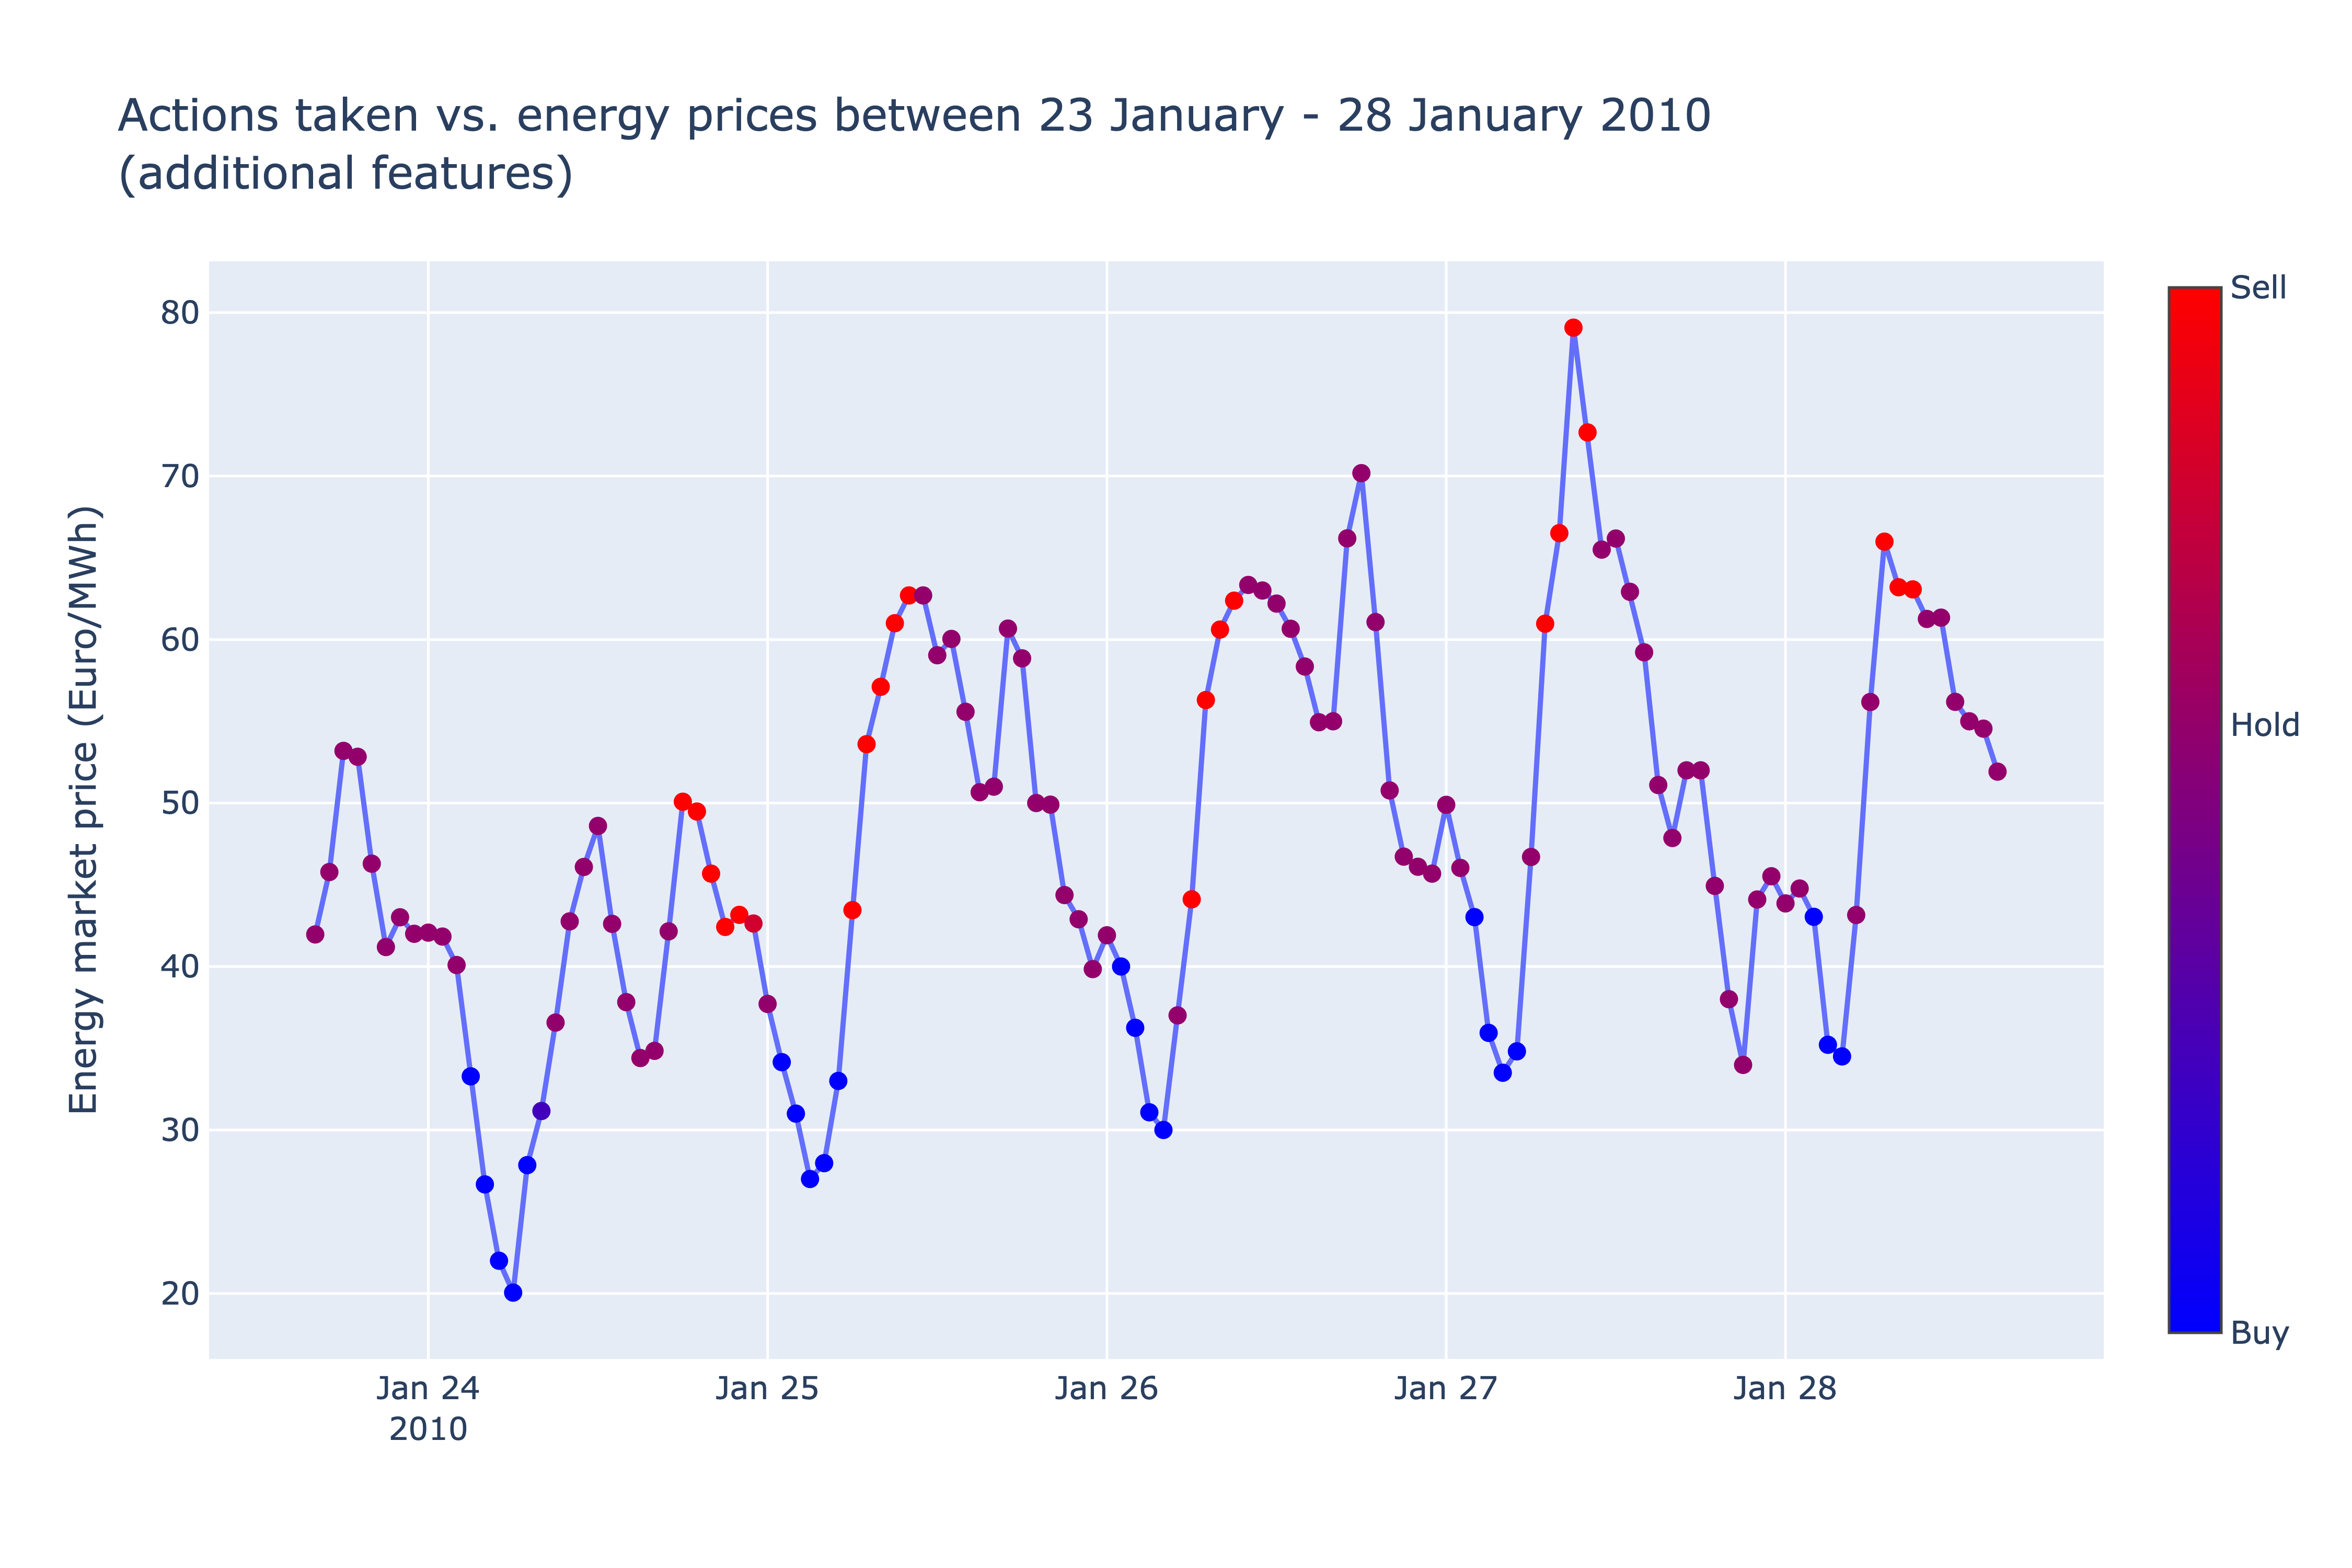 Actions taken vs. energy prices between 23 January - 28 January 2010
(additional features)
Energy market price (Euro/MWh)
80
70
60
50
40
30
20
Jan 24
2010
Jan 25
Jan 26
Jan 27
Jan 28
Sell
Hold
Buy